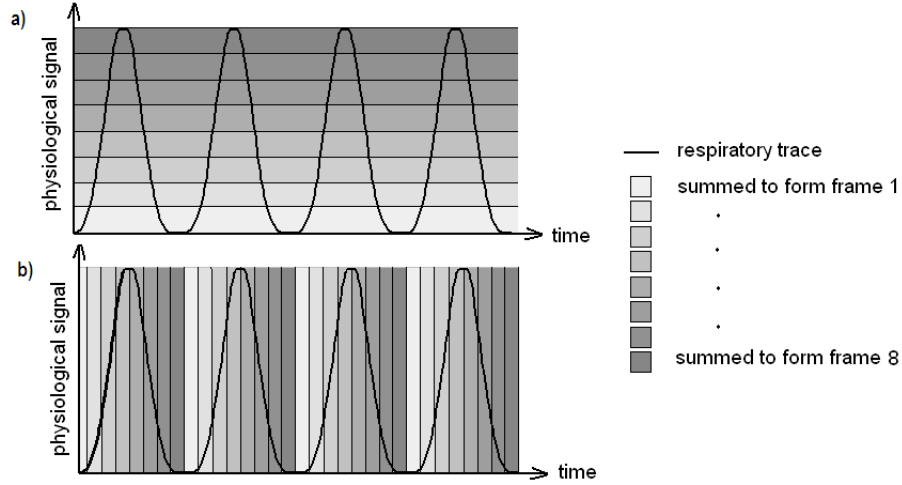 a)
physiological signal
time
b)
physiological signal
time
respiratory trace
summed to form frame 1
summed to form frame 8